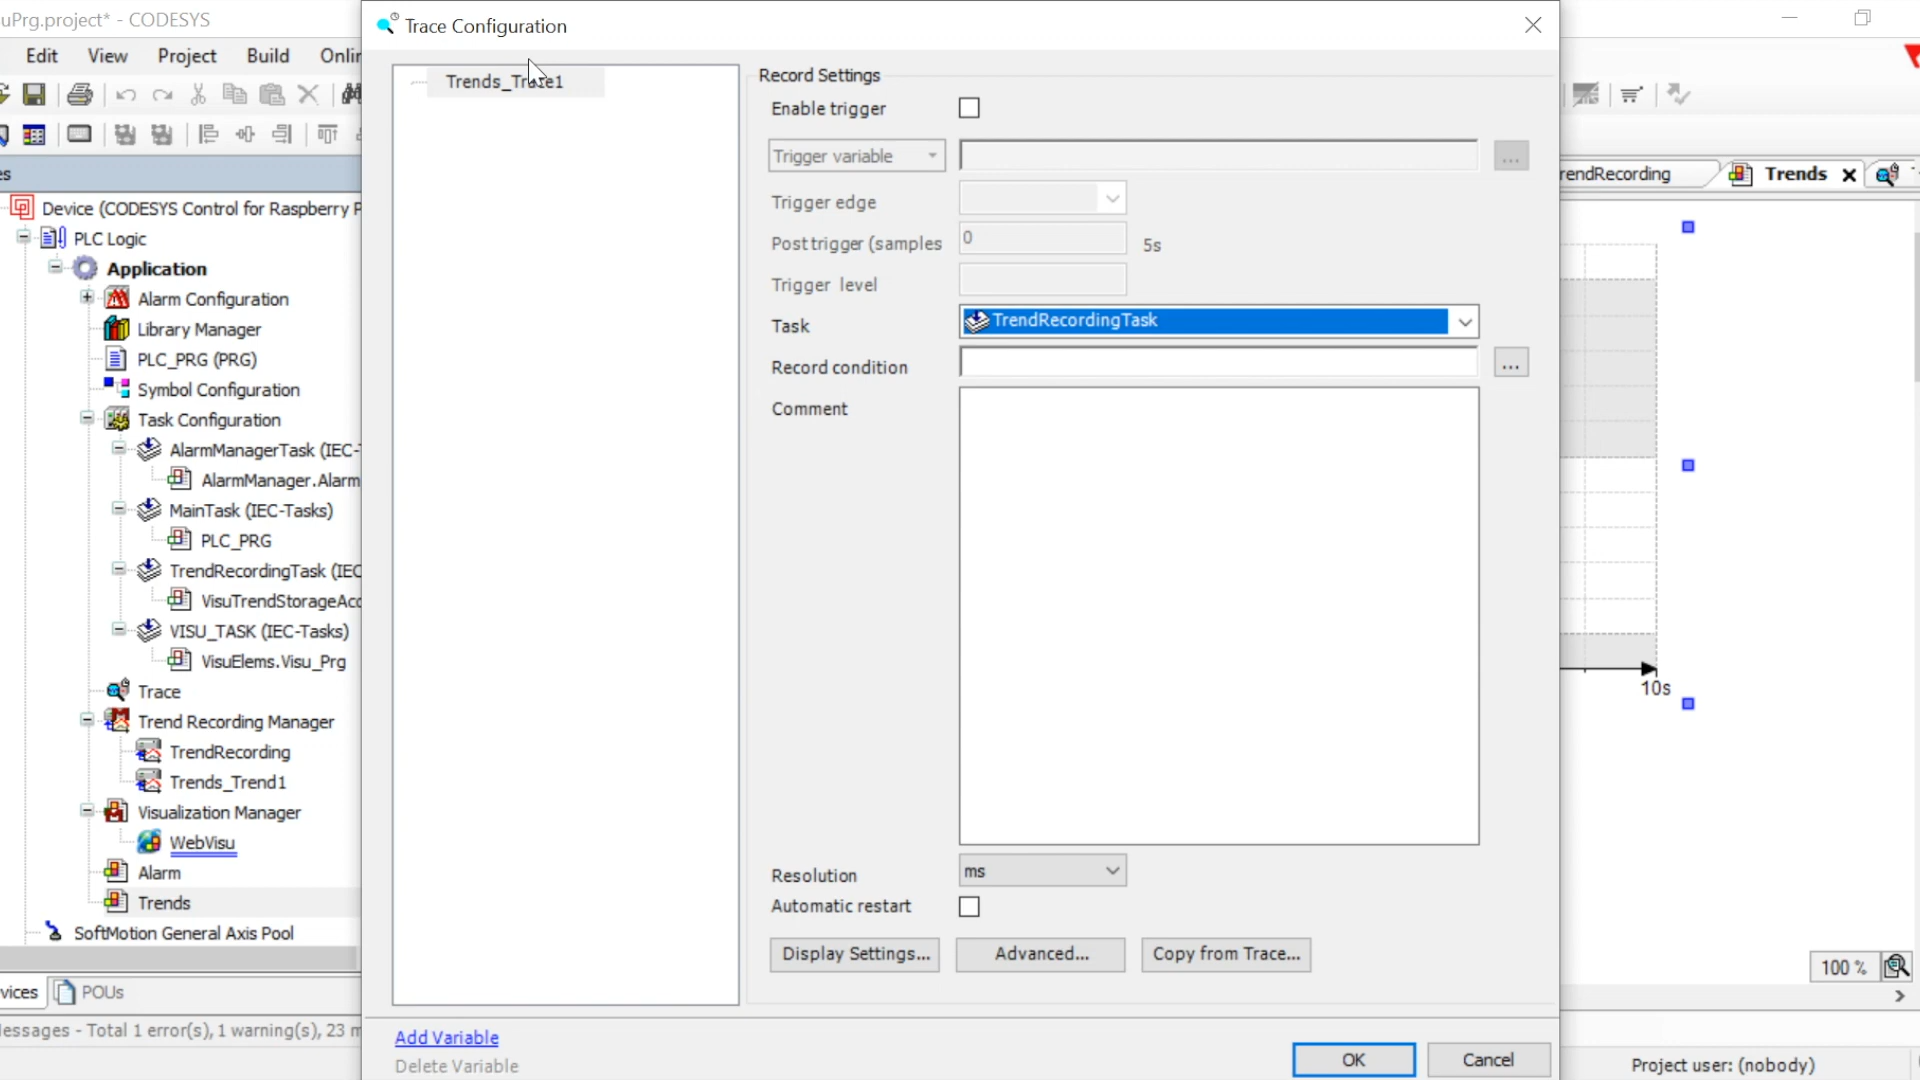 uPrg.project* - CODESYS
Edit View Project Build Onlin
es
Device (CODESYS Control for Raspberry P
PLC Logic
Application
Alarm Configuration
Library Manager
PLC_PRG (PRG)
Symbol Configuration
Task Configuration
AlarmManagerTask (IEC-
AlarmManager.Alarm
MainTask (IEC-Tasks)
PLC_PRG
TrendRecordingTask (IEC
VisuTrendStorageAcc
VISU_TASK (IEC-Tasks)
VisuElems.Visu_Prg
Trace
Trend Recording Manager
TrendRecording
Trends_Trend1
Visualization Manager
WebVisu
Alarm
Trends
SoftMotion General Axis Pool
vices POUs
lessages - Total 1 error(s), 1 warning(s), 23 m
Trace Configuration
Trends_Trace1
Record Settings
Enable trigger
Trigger variable ...
Trigger edge
Post trigger (samples 0 5s
Trigger level
Task TrendRecordingTask
Record condition ...
Comment
Resolution ms
Automatic restart
Display Settings... Advanced... Copy from Trace...
Add Variable
Delete Variable
OK Cancel
rendRecording Trends
10s
100 %
Project user: (nobody)